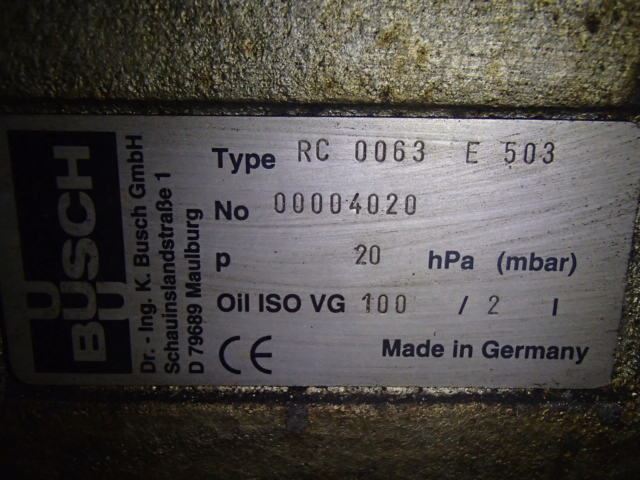 BUSCH
Dr. - Ing. K. Busch GmbH
Schauinslandstraße 1
D 79689 Maulburg
Type RC 0063 E 503
No 00004020
p 20 hPa (mbar)
Oil ISO VG 100 / 2 l
CE Made in Germany